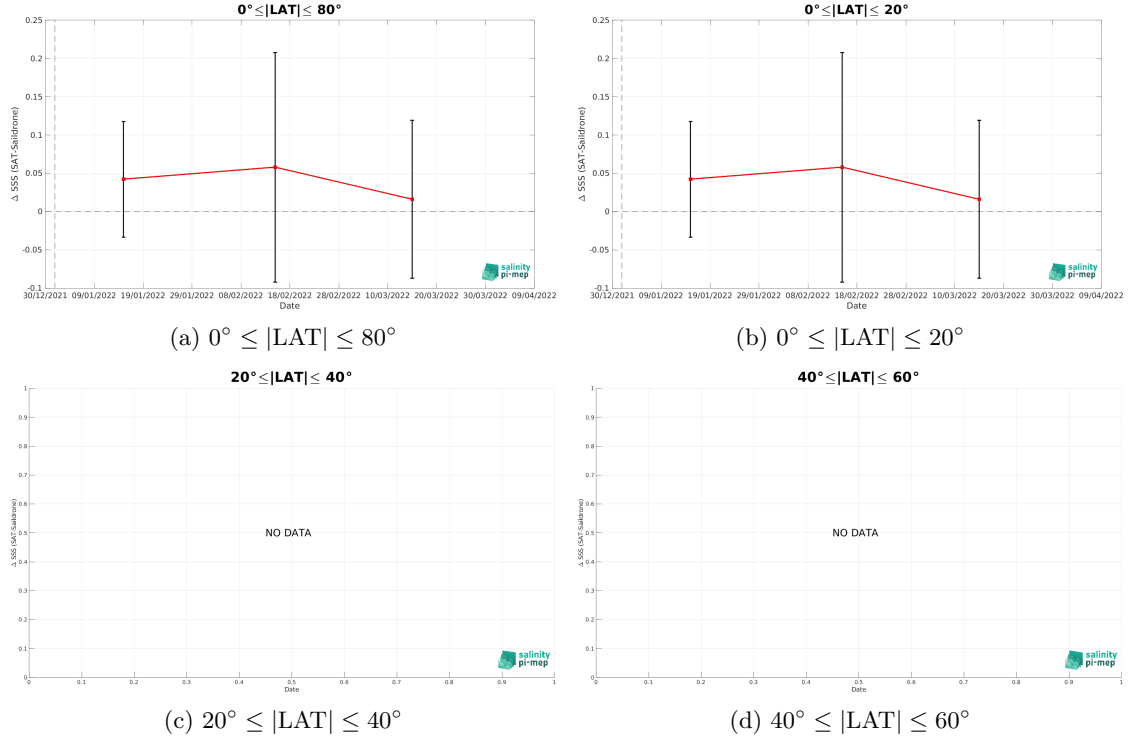 0°≤|LAT|≤ 80°
0.25
0.2
0.15
0.1
0.05
0
-0.05
-0.1
Δ SSS (SAT-Saildrone)
30/12/2021 09/01/2022 19/01/2022 29/01/2022 08/02/2022 18/02/2022 28/02/2022 10/03/2022 20/03/2022 30/03/2022 09/04/2022
Date
salinity
pi-mep
(a) 0° ≤ |LAT| ≤ 80°
0°≤|LAT|≤ 20°
0.25
0.2
0.15
0.1
0.05
0
-0.05
-0.1
Δ SSS (SAT-Saildrone)
30/12/2021 09/01/2022 19/01/2022 29/01/2022 08/02/2022 18/02/2022 28/02/2022 10/03/2022 20/03/2022 30/03/2022 09/04/2022
Date
salinity
pi-mep
(b) 0° ≤ |LAT| ≤ 20°
20°≤|LAT|≤ 40°
1
0.9
0.8
0.7
0.6
0.5
0.4
0.3
0.2
0.1
0
Δ SSS (SAT-Saildrone)
NO DATA
0 0.1 0.2 0.3 0.4 0.5 0.6 0.7 0.8 0.9 1
Date
salinity
pi-mep
(c) 20° ≤ |LAT| ≤ 40°
40°≤|LAT|≤ 60°
1
0.9
0.8
0.7
0.6
0.5
0.4
0.3
0.2
0.1
0
Δ SSS (SAT-Saildrone)
NO DATA
0 0.1 0.2 0.3 0.4 0.5 0.6 0.7 0.8 0.9 1
Date
salinity
pi-mep
(d) 40° ≤ |LAT| ≤ 60°